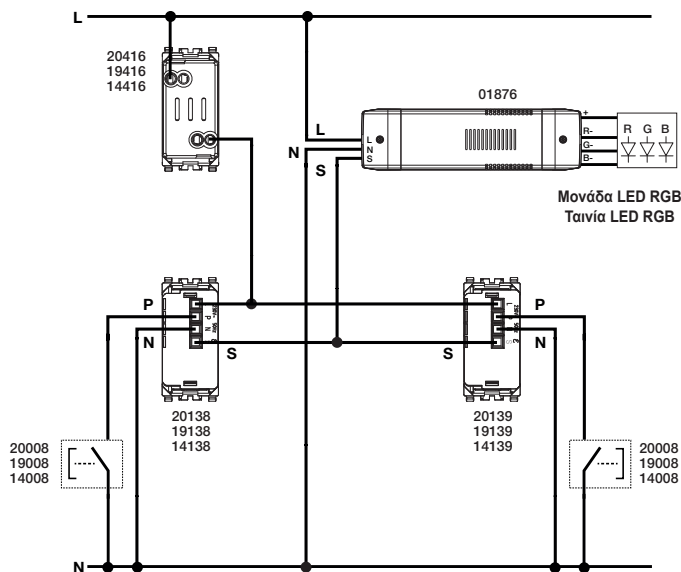 L
20416
19416
14416
01876
L
N
S
L
N
S
+
R-
G-
B-
R G B
Μονάδα LED RGB
Ταινία LED RGB
P
N
S
P
N
L
P
N
S
S
P
N
20138
19138
14138
20139
19139
14139
20008
19008
14008
20008
19008
14008
N